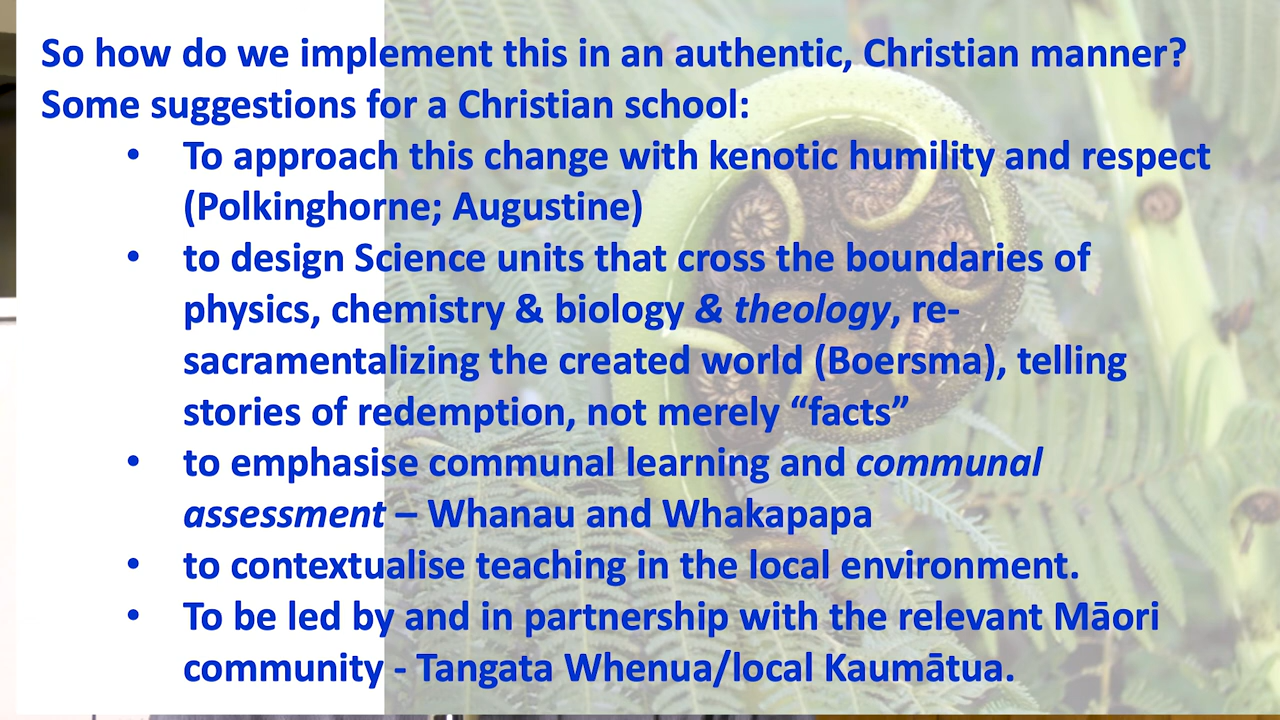 So how do we implement this in an authentic, Christian manner?
Some suggestions for a Christian school:
• To approach this change with kenotic humility and respect
(Polkinghorne; Augustine)
• to design Science units that cross the boundaries of
physics, chemistry & biology & theology, re-
sacramentalizing the created world (Boersma), telling
stories of redemption, not merely “facts”
• to emphasise communal learning and communal
assessment – Whanau and Whakapapa
• to contextualise teaching in the local environment.
• To be led by and in partnership with the relevant Māori
community - Tangata Whenua/local Kaumātua.